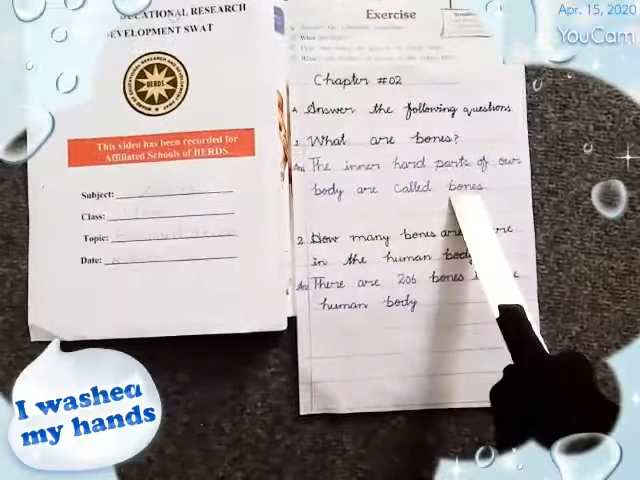 Apr. 15, 2020
YouCam
EDUCATIONAL RESEARCH
DEVELOPMENT SWAT
HERDS
This video has been recorded for
Affiliated Schools of HERDS.
Subject:
Class:
Topic:
Date:
Exercise
Chapter #02
A. Answer the following questions.
1. What are bones?
Ans The inner hard parts of our
body are called bones
2. How many bones are
in the human body
Ans There are 206 bones
human body
I washed
my hands